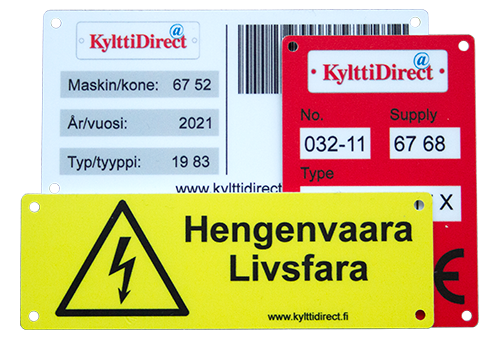 KylttiDirect
@
Maskin/kone: 67 52
År/vuosi: 2021
Typ/tyyppi: 19 83
www.kylttidirect
KylttiDirect
@
No. Supply
032-11 67 68
Type
X
Hengenvaara
Livsfara
www.kylttidirect.fi